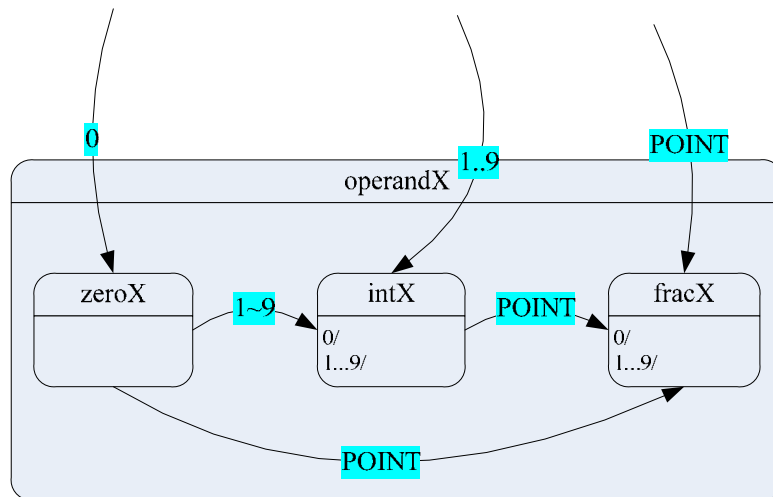 0
POINT
1..9
operandX
zeroX
intX
fracX
1~9
POINT
0/
1...9/
0/
1...9/
POINT